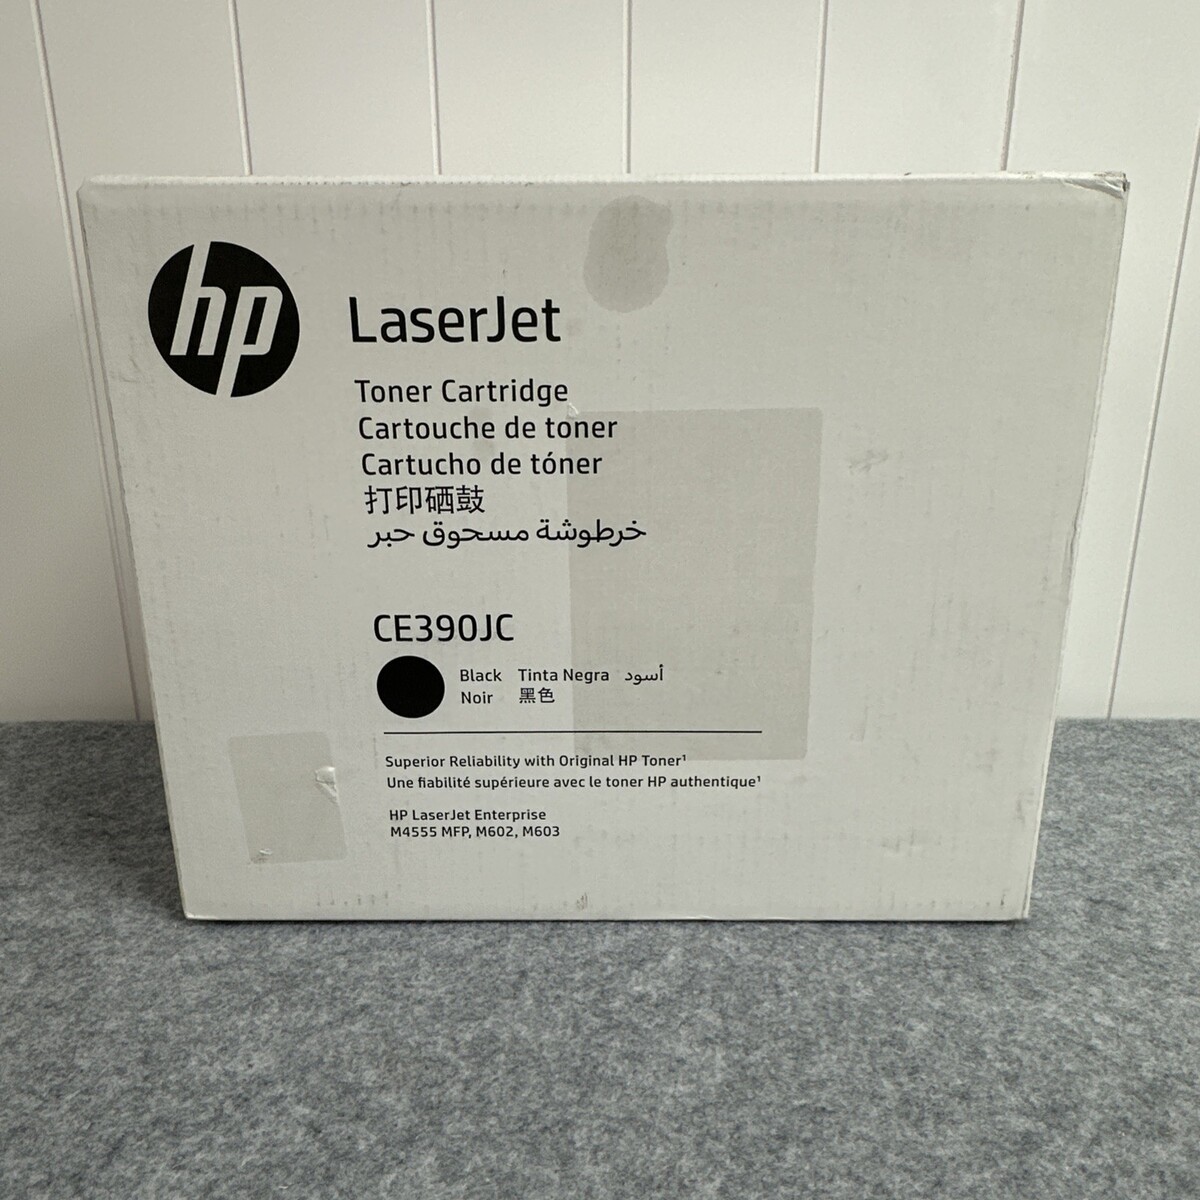 hp
LaserJet
Toner Cartridge
Cartouche de toner
Cartucho de tóner
打印硒鼓
خرطوشة مسحوق حبر
CE390JC
Black Tinta Negra أسود
Noir 黑色
Superior Reliability with Original HP Toner¹
Une fiabilité supérieure avec le toner HP authentique¹
HP LaserJet Enterprise
M4555 MFP, M602, M603